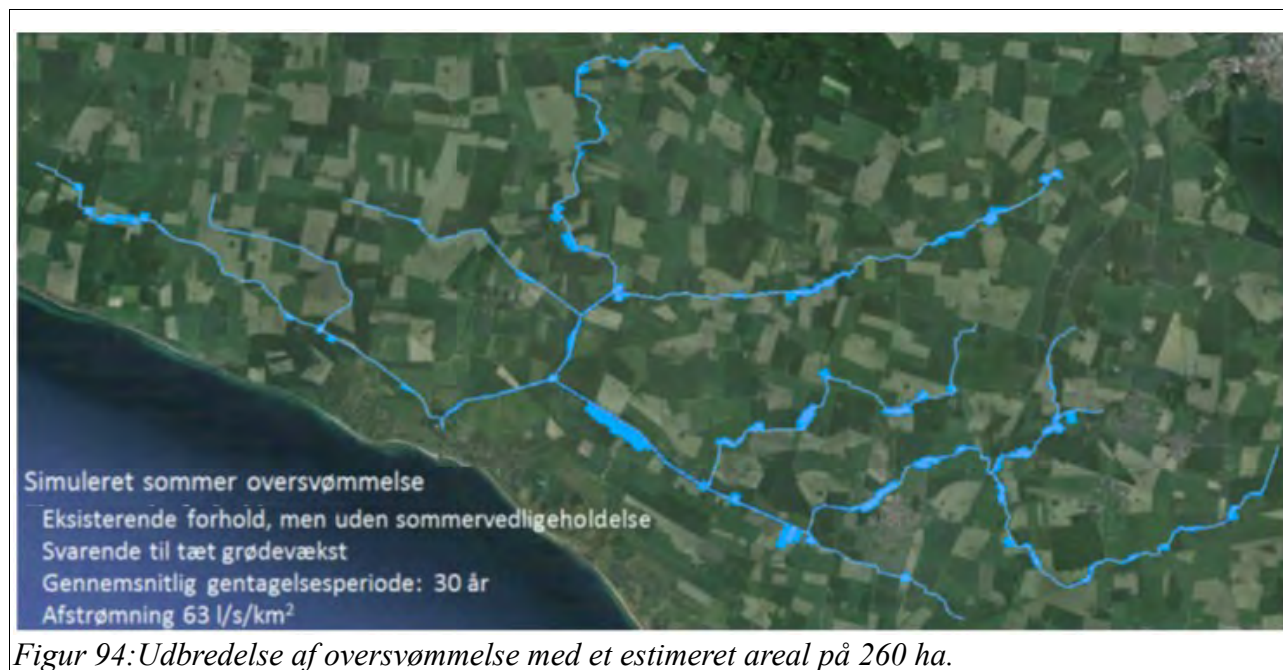 Simuleret sommer oversvømmelse
Eksisterende forhold, men uden sommervedligeholdelse
Svarende til tæt grødevækst
Gennemsnitlig gentagelsesperiode: 30 år
Afstrømning 63 l/s/km²
Figur 94:Udbredelse af oversvømmelse med et estimeret areal på 260 ha.